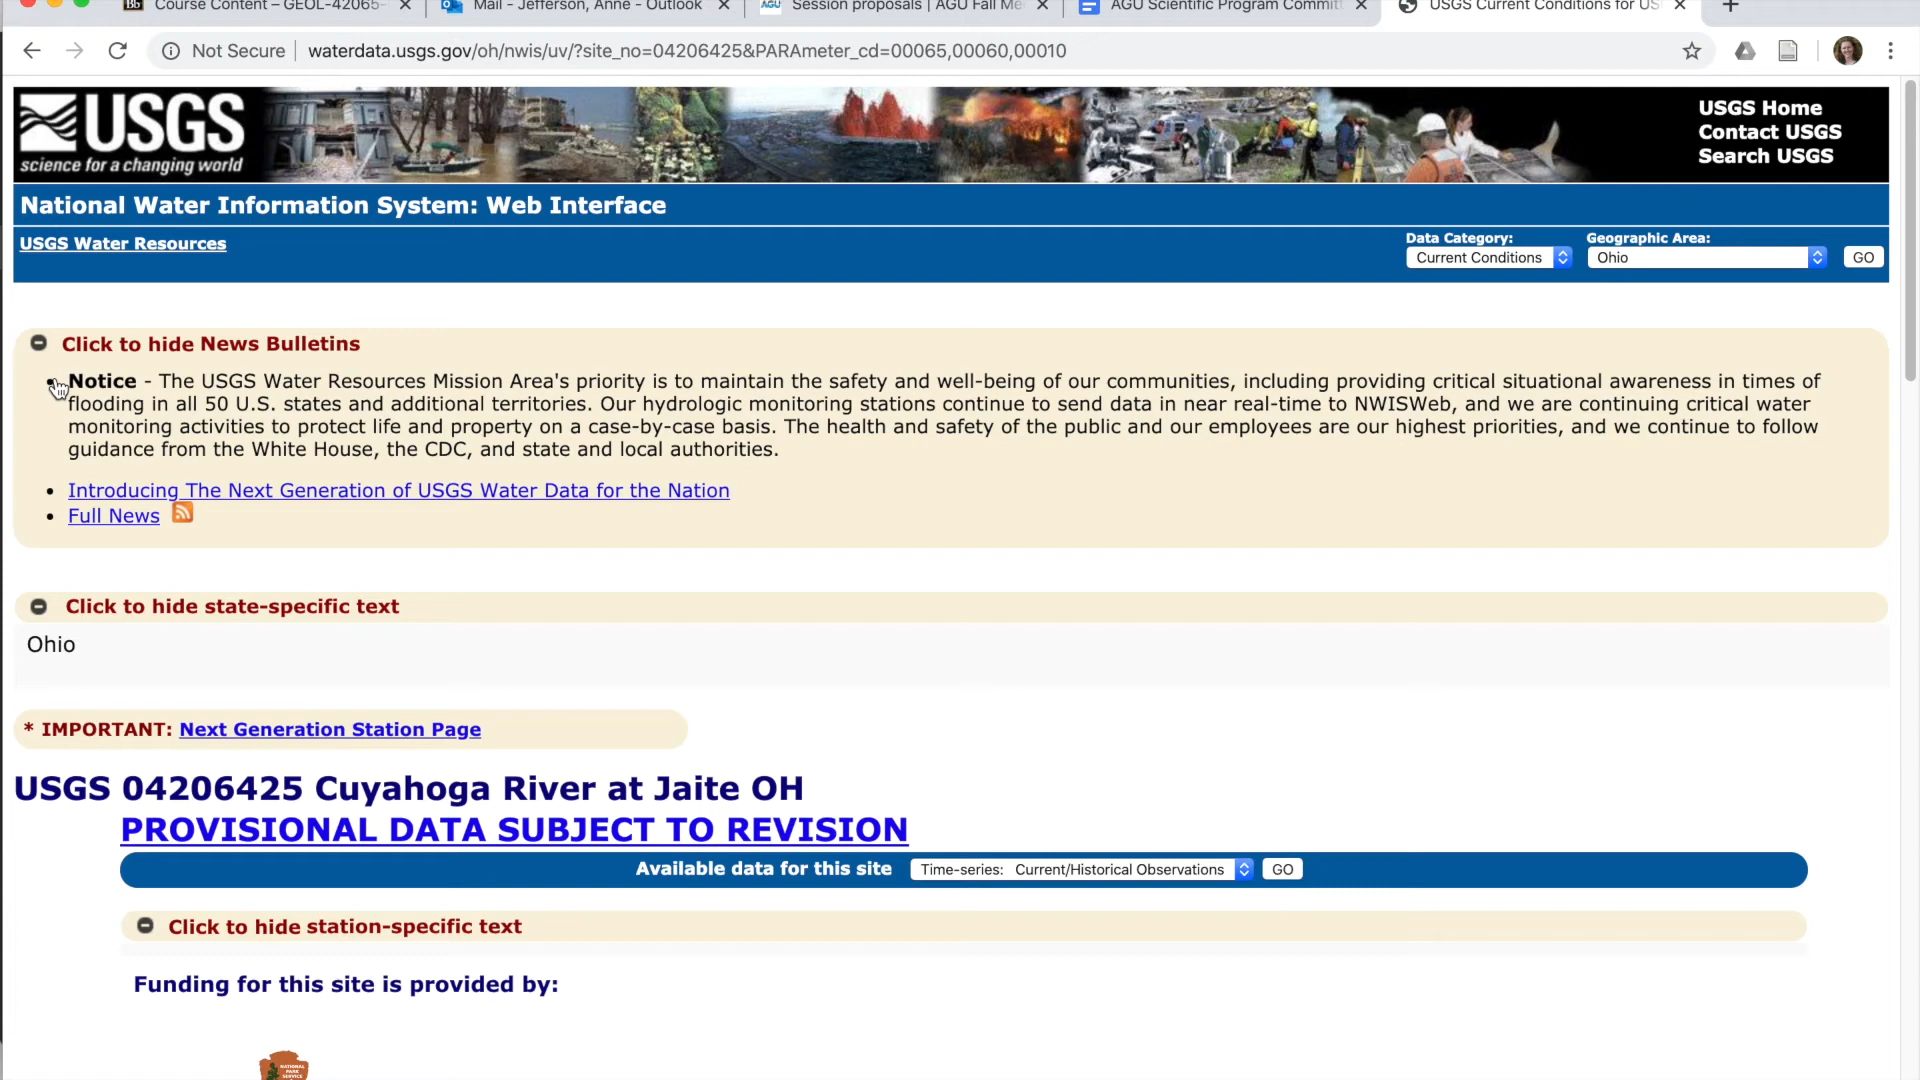 Course Content – GEOL-42065-
Mail - Jefferson, Anne - Outlook
Session proposals | AGU Fall Me
AGU Scientific Program Commit
USGS Current Conditions for US
Not Secure
waterdata.usgs.gov/oh/nwis/uv/?site_no=04206425&PARAmeter_cd=00065,00060,00010
USGS
science for a changing world
USGS Home
Contact USGS
Search USGS
National Water Information System: Web Interface
USGS Water Resources
Data Category:
Current Conditions
Geographic Area:
Ohio
GO
Click to hide News Bulletins
Notice - The USGS Water Resources Mission Area's priority is to maintain the safety and well-being of our communities, including providing critical situational awareness in times of
flooding in all 50 U.S. states and additional territories. Our hydrologic monitoring stations continue to send data in near real-time to NWISWeb, and we are continuing critical water
monitoring activities to protect life and property on a case-by-case basis. The health and safety of the public and our employees are our highest priorities, and we continue to follow
guidance from the White House, the CDC, and state and local authorities.
• Introducing The Next Generation of USGS Water Data for the Nation
• Full News
Click to hide state-specific text
Ohio
* IMPORTANT: Next Generation Station Page
USGS 04206425 Cuyahoga River at Jaite OH
PROVISIONAL DATA SUBJECT TO REVISION
Available data for this site Time-series: Current/Historical Observations GO
Click to hide station-specific text
Funding for this site is provided by:
NATIONAL
PARK
SERVICE